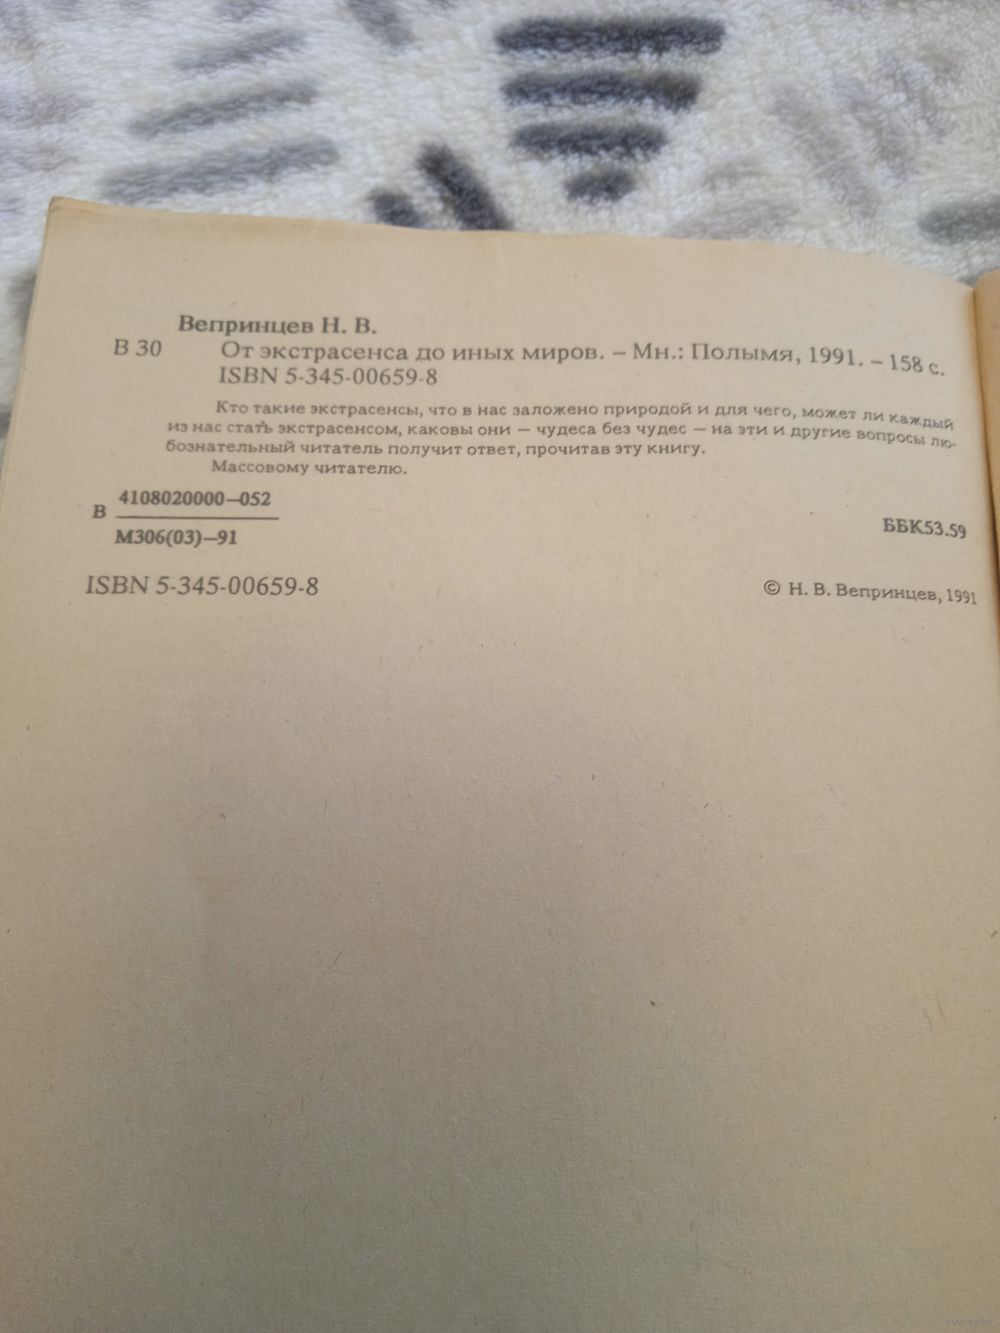 Вепринцев Н. В.
В 30 От экстрасенса до иных миров. – Мн.: Полымя, 1991. – 158 с.
ISBN 5-345-00659-8
Кто такие экстрасенсы, что в нас заложено природой и для чего, может ли каждый
из нас стать экстрасенсом, каковы они — чудеса без чудес — на эти и другие вопросы лю-
бознательный читатель получит ответ, прочитав эту книгу.
Массовому читателю.
В 4108020000—052
М306(03)—91
ББК53.59
ISBN 5-345-00659-8
© Н. В. Вепринцев, 1991
www.ay.by